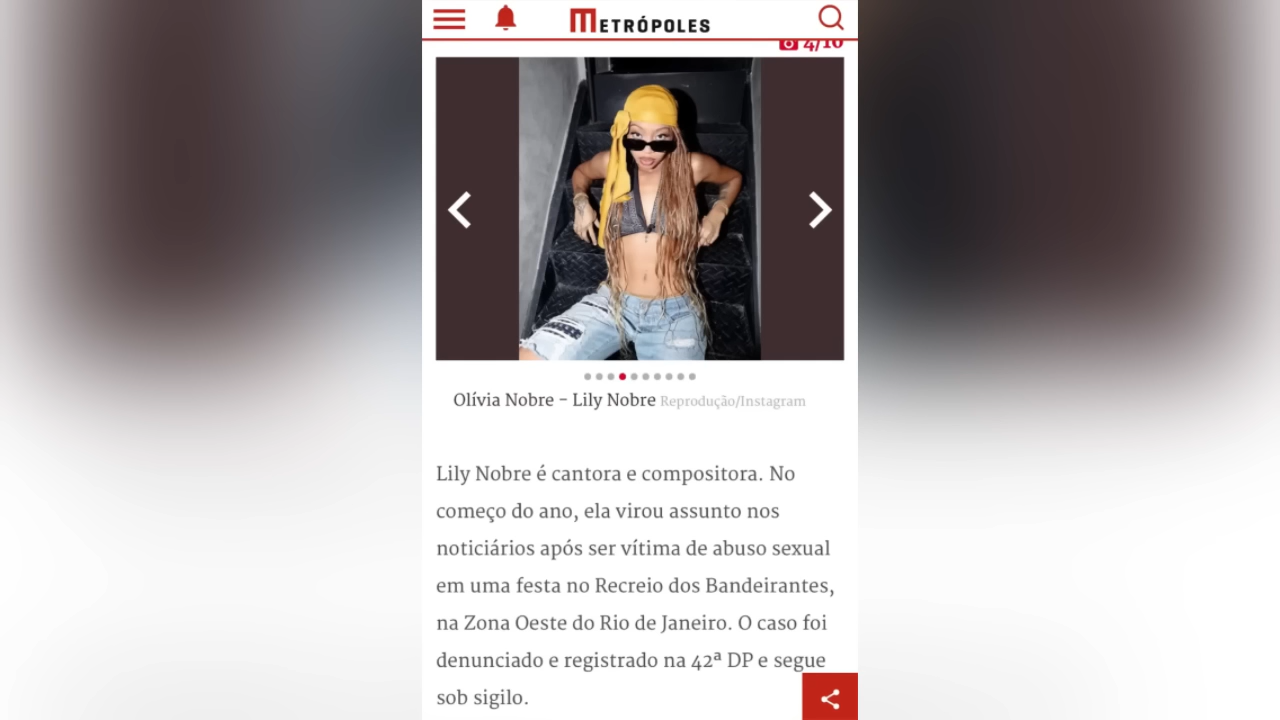 METRÓPOLES
4/10
Olívia Nobre - Lily Nobre Reprodução/Instagram
Lily Nobre é cantora e compositora. No
começo do ano, ela virou assunto nos
noticiários após ser vítima de abuso sexual
em uma festa no Recreio dos Bandeirantes,
na Zona Oeste do Rio de Janeiro. O caso foi
denunciado e registrado na 42ª DP e segue
sob sigilo.